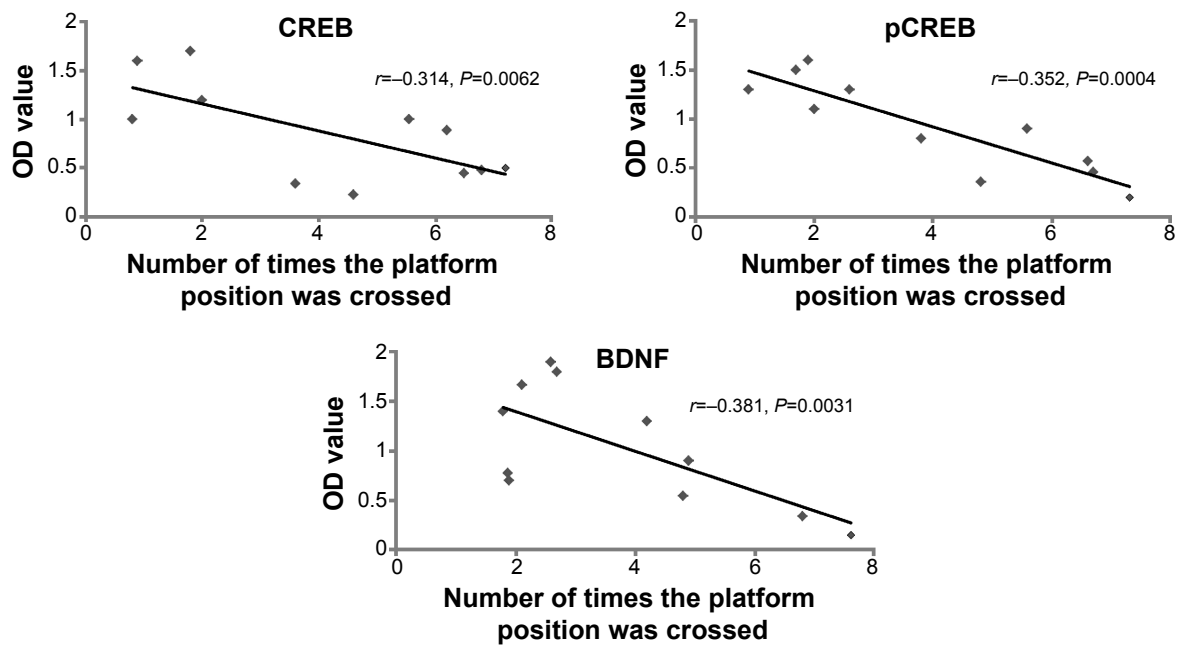 CREB
r=–0.314, P=0.0062
OD value
2
1.5
1
0.5
0
0 2 4 6 8
Number of times the platform
position was crossed
pCREB
r=–0.352, P=0.0004
OD value
2
1.5
1
0.5
0
0 2 4 6 8
Number of times the platform
position was crossed
BDNF
r=–0.381, P=0.0031
OD value
2
1.5
1
0.5
0
0 2 4 6 8
Number of times the platform
position was crossed